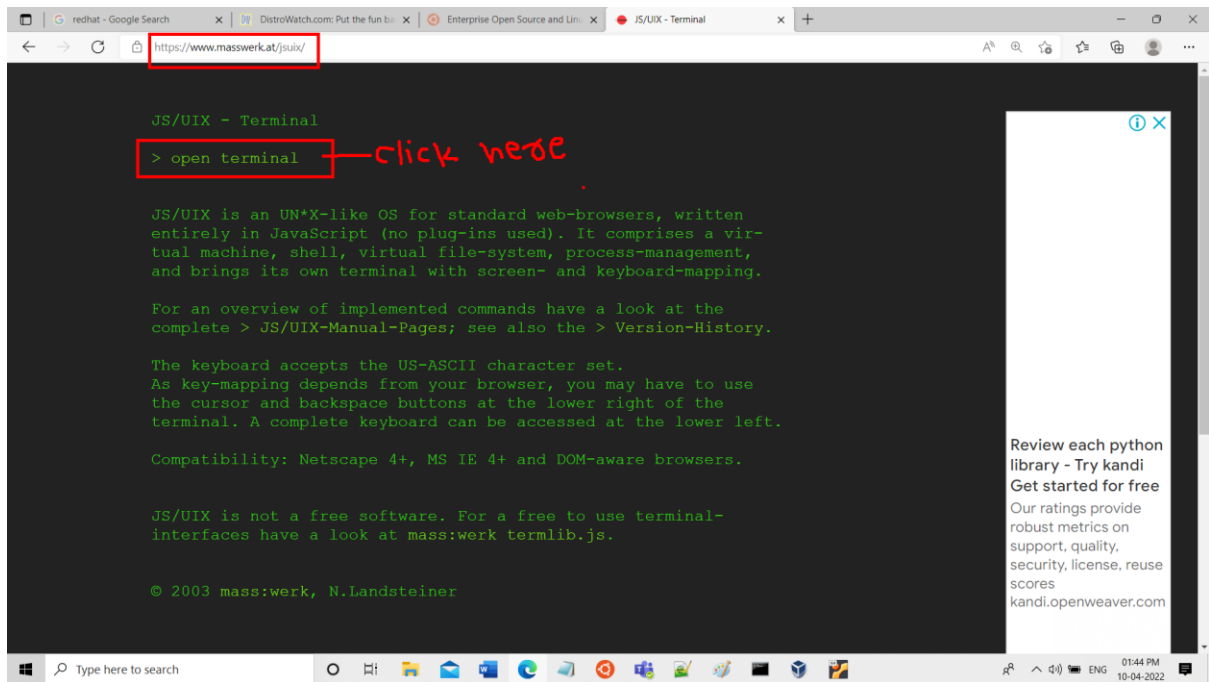 redhat - Google Search
DistroWatch.com: Put the fun ba
Enterprise Open Source and Linu
JS/UIX - Terminal
https://www.masswerk.at/jsuix/
JS/UIX - Terminal
> open terminal
click here
JS/UIX is an UN*X-like OS for standard web-browsers, written
entirely in JavaScript (no plug-ins used). It comprises a vir-
tual machine, shell, virtual file-system, process-management,
and brings its own terminal with screen- and keyboard-mapping.
For an overview of implemented commands have a look at the
complete > JS/UIX-Manual-Pages; see also the > Version-History.
The keyboard accepts the US-ASCII character set.
As key-mapping depends from your browser, you may have to use
the cursor and backspace buttons at the lower right of the
terminal. A complete keyboard can be accessed at the lower left.
Compatibility: Netscape 4+, MS IE 4+ and DOM-aware browsers.
JS/UIX is not a free software. For a free to use terminal-
interfaces have a look at mass:werk termlib.js.
© 2003 mass:werk, N.Landsteiner
Review each python
library - Try kandi
Get started for free
Our ratings provide
robust metrics on
support, quality,
security, license, reuse
scores
kandi.openweaver.com
Type here to search
ENG
01:44 PM
10-04-2022